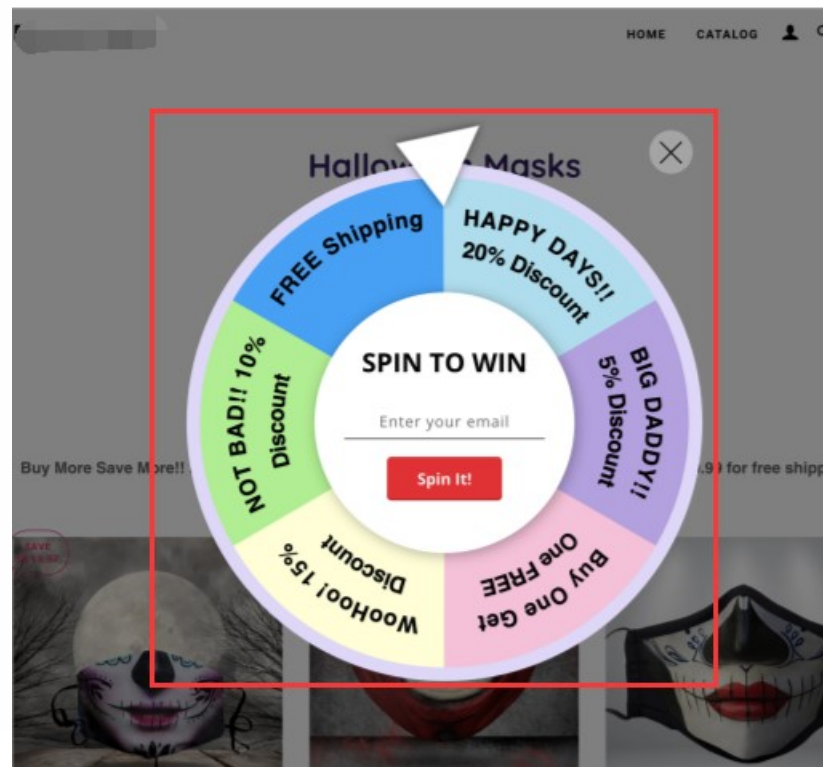 HOME CATALOG
Halloween Masks
FREE Shipping
HAPPY DAYS!!
20% Discount
BIG DADDY!!
5% Discount
Buy One Get
One FREE
WooHoo! 15%
Discount
NOT BAD!! 10%
Discount
SPIN TO WIN
Enter your email
Spin It!
Buy More Save More!!
.99 for free shipp
SAVE